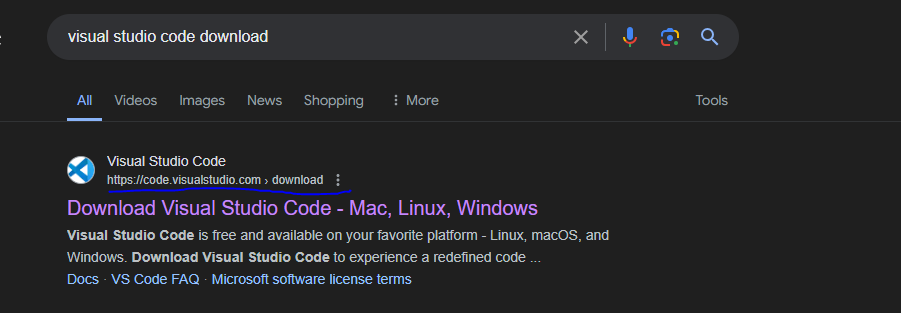 visual studio code download
All Videos Images News Shopping More Tools
Visual Studio Code
https://code.visualstudio.com › download
Download Visual Studio Code - Mac, Linux, Windows
Visual Studio Code is free and available on your favorite platform - Linux, macOS, and
Windows. Download Visual Studio Code to experience a redefined code ...
Docs · VS Code FAQ · Microsoft software license terms